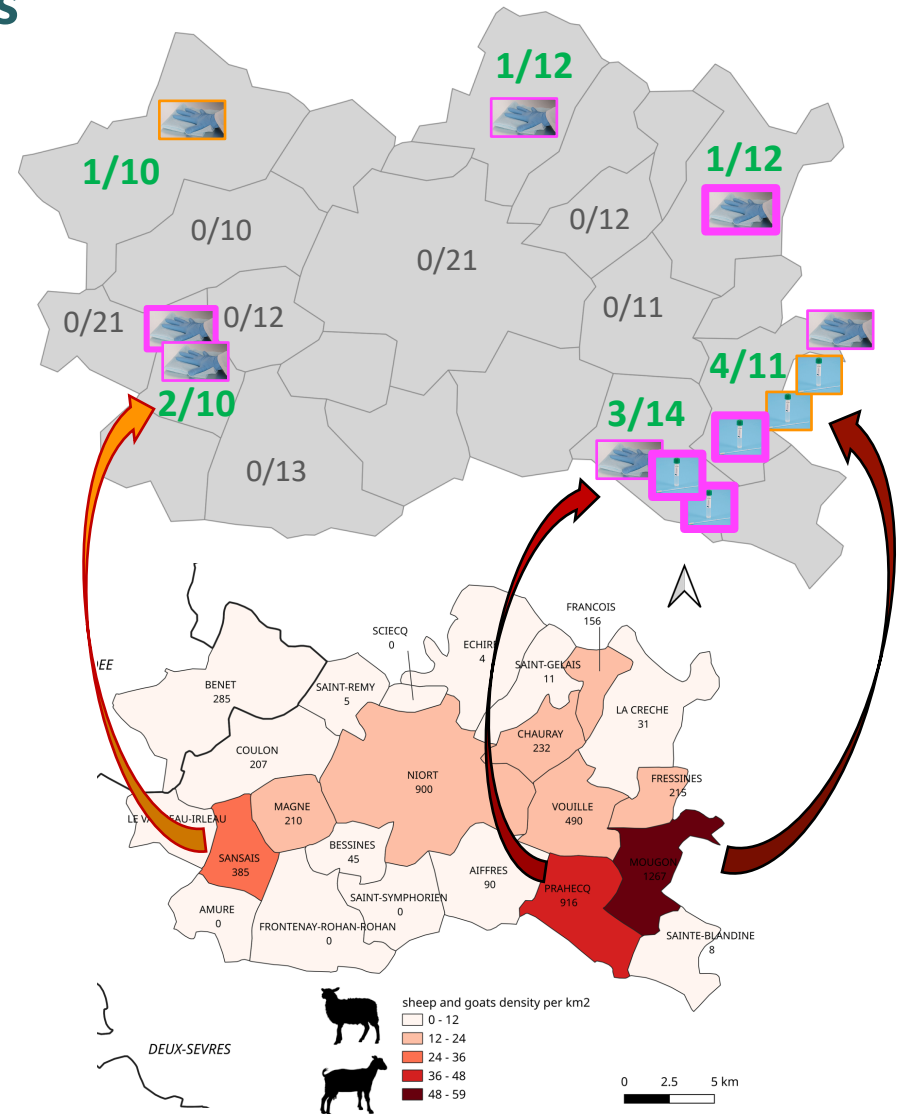 s
1/12
1/10
1/12
0/10
0/12
0/21
0/11
0/21
0/12
4/11
2/10
3/14
0/13
FRANCOIS
156
SCIECQ
0
ECHIRE
4
SAINT-GELAIS
11
BENET
285
SAINT-REMY
5
LA CRECHE
31
CHAURAY
232
COULON
207
NIORT
900
FRESSINES
215
MAGNE
210
VOUILLE
490
BESSINES
45
SANSAIS
385
MOUGON
1267
AIFFRES
90
PRAHECQ
916
AMURE
0
SAINT-SYMPHORIEN
0
FRONTENAY-ROHAN-ROHAN
0
SAINTE-BLANDINE
8
DEUX-SEVRES
sheep and goats density per km2
0 - 12
12 - 24
24 - 36
36 - 48
48 - 59
0 2.5 5 km